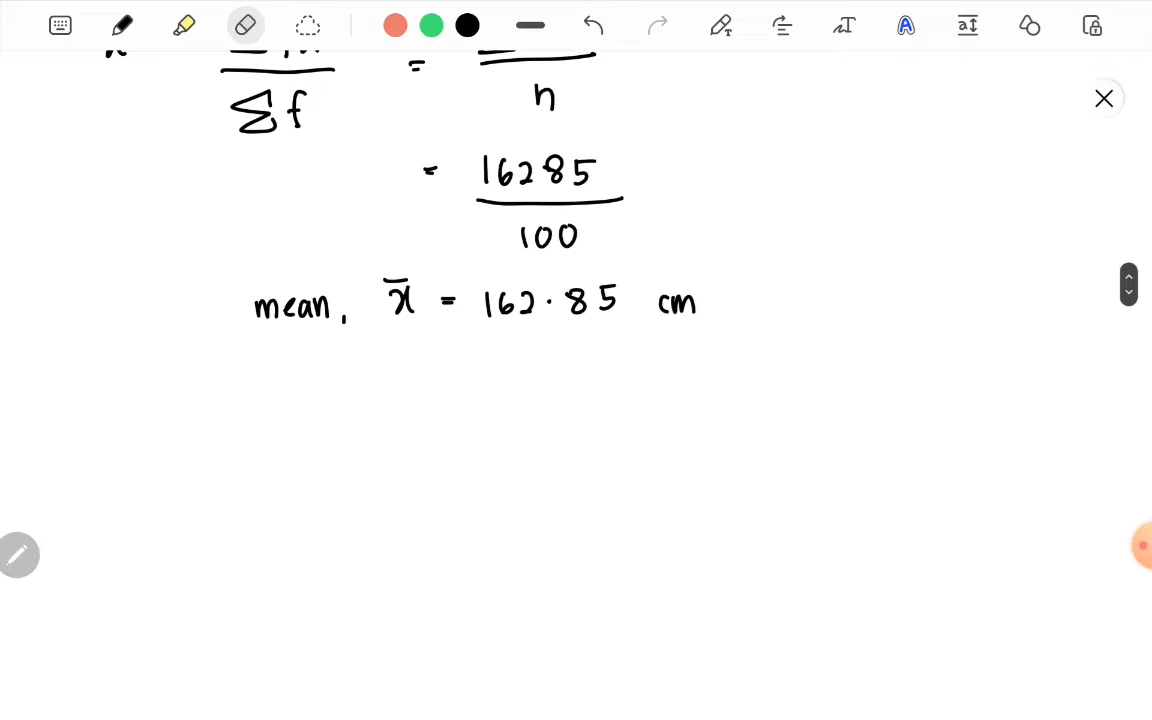 Σf = n
= 16285
100
mean, x̄ = 162.85 cm